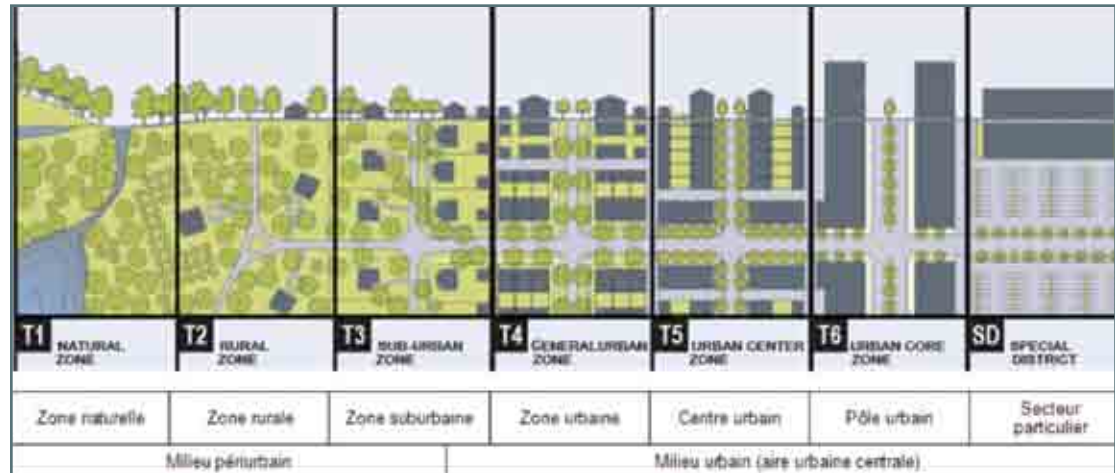 T1 NATURAL ZONE
T2 RURAL ZONE
T3 SUB-URBAN ZONE
T4 GENERAL URBAN ZONE
T5 URBAN CENTER ZONE
T6 URBAN CORE ZONE
SD SPECIAL DISTRICT
Zone naturelle
Zone rurale
Zone suburbaine
Zone urbaine
Centre urbain
Pôle urbain
Secteur
particulier
Milieu périurbain
Milieu urbain (aire urbaine centrale)